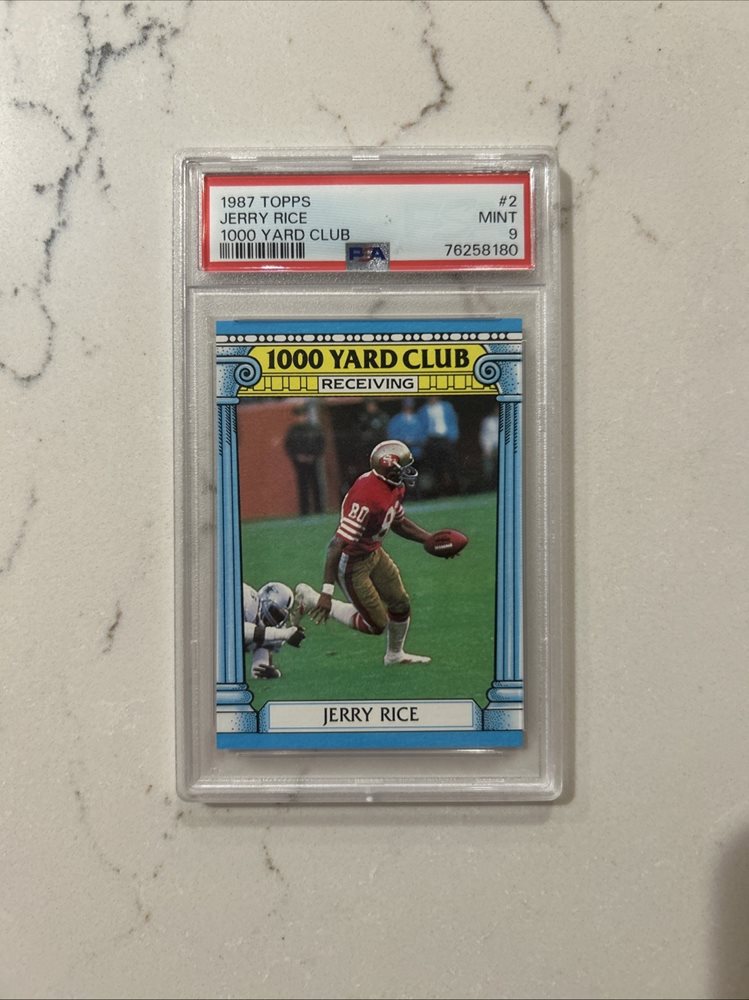 1987 TOPPS #2
JERRY RICE MINT
1000 YARD CLUB 9
PSA 76258180
1000 YARD CLUB
RECEIVING
80
JERRY RICE